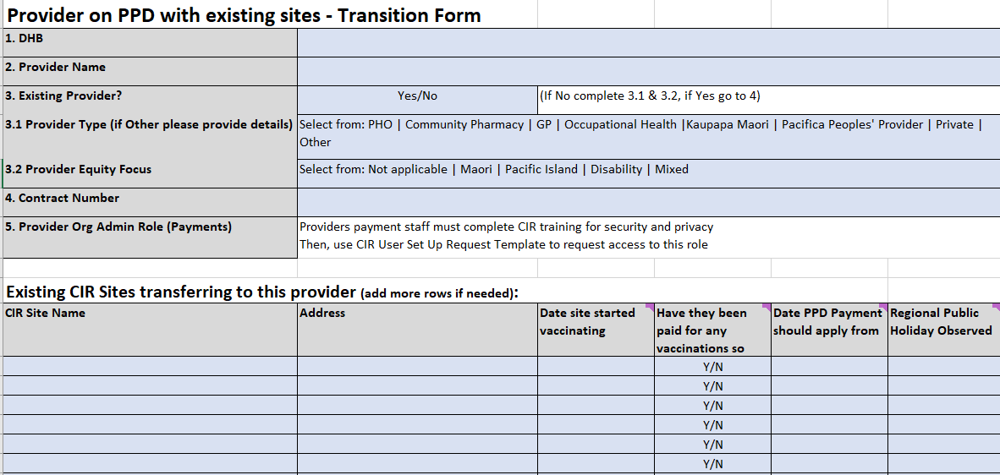 Provider on PPD with existing sites - Transition Form
1. DHB
2. Provider Name
3. Existing Provider? Yes/No (If No complete 3.1 & 3.2, if Yes go to 4)
3.1 Provider Type (if Other please provide details) Select from: PHO | Community Pharmacy | GP | Occupational Health |Kaupapa Maori | Pacifica Peoples' Provider | Private |
Other
3.2 Provider Equity Focus Select from: Not applicable | Maori | Pacific Island | Disability | Mixed
4. Contract Number
5. Provider Org Admin Role (Payments) Providers payment staff must complete CIR training for security and privacy
Then, use CIR User Set Up Request Template to request access to this role
Existing CIR Sites transferring to this provider (add more rows if needed):
CIR Site Name
Address
Date site started
vaccinating
Have they been
paid for any
vaccinations so
Date PPD Payment
should apply from
Regional Public
Holiday Observed
Y/N
Y/N
Y/N
Y/N
Y/N
Y/N